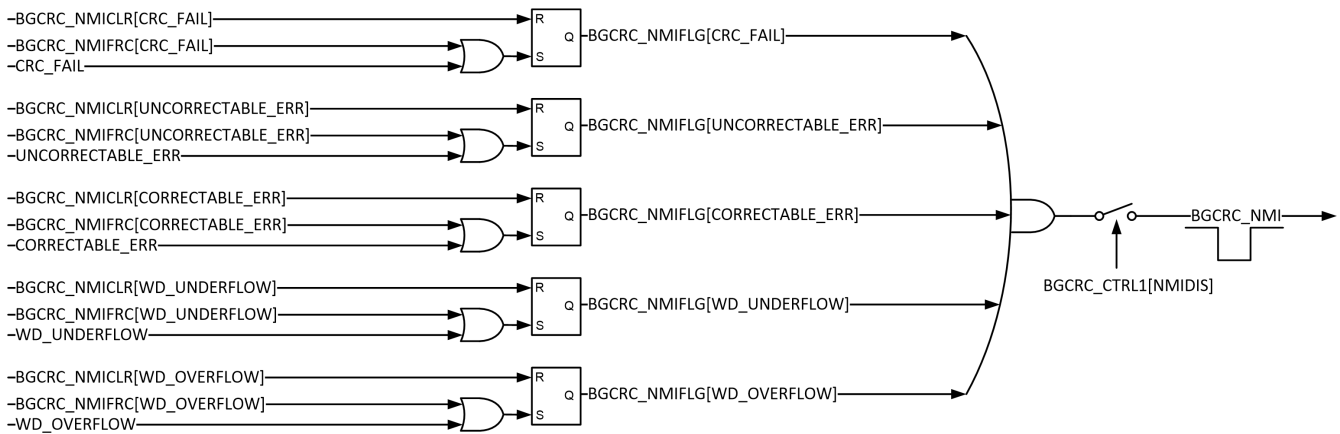 BGCRC_NMICLR[CRC_FAIL]
BGCRC_NMIFRC[CRC_FAIL]
CRC_FAIL
R
S
Q
BGCRC_NMIFLG[CRC_FAIL]
BGCRC_NMICLR[UNCORRECTABLE_ERR]
BGCRC_NMIFRC[UNCORRECTABLE_ERR]
UNCORRECTABLE_ERR
R
S
Q
BGCRC_NMIFLG[UNCORRECTABLE_ERR]
BGCRC_NMICLR[CORRECTABLE_ERR]
BGCRC_NMIFRC[CORRECTABLE_ERR]
CORRECTABLE_ERR
R
S
Q
BGCRC_NMIFLG[CORRECTABLE_ERR]
BGCRC_NMICLR[WD_UNDERFLOW]
BGCRC_NMIFRC[WD_UNDERFLOW]
WD_UNDERFLOW
R
S
Q
BGCRC_NMIFLG[WD_UNDERFLOW]
BGCRC_NMICLR[WD_OVERFLOW]
BGCRC_NMIFRC[WD_OVERFLOW]
WD_OVERFLOW
R
S
Q
BGCRC_NMIFLG[WD_OVERFLOW]
BGCRC_CTRL1[NMIDIS]
BGCRC_NMI